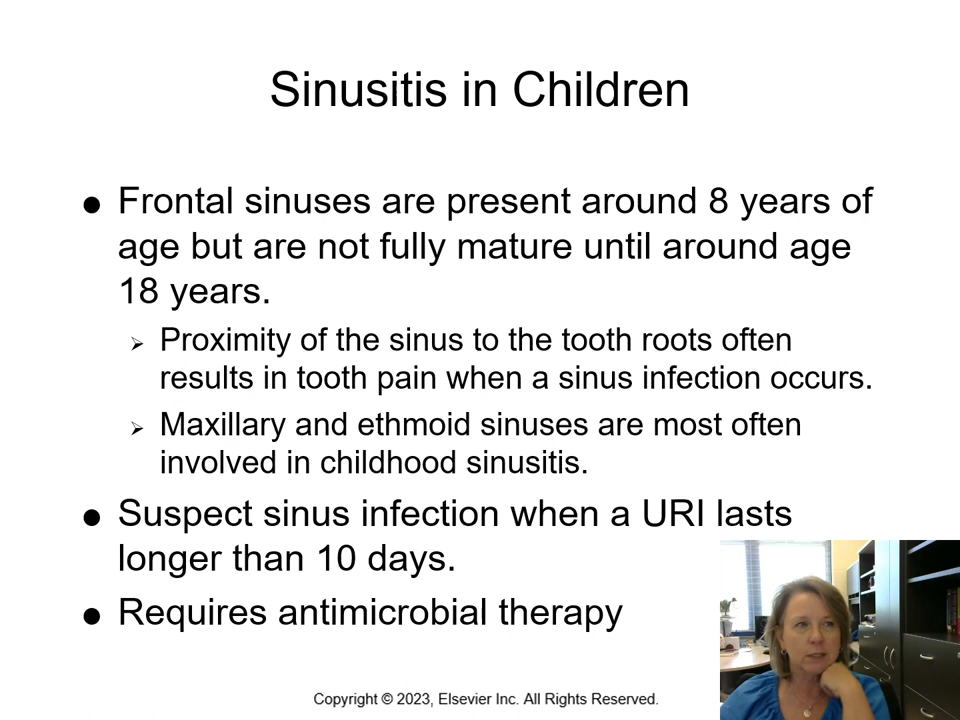 Sinusitis in Children
● Frontal sinuses are present around 8 years of
age but are not fully mature until around age
18 years.
➢ Proximity of the sinus to the tooth roots often
results in tooth pain when a sinus infection occurs.
➢ Maxillary and ethmoid sinuses are most often
involved in childhood sinusitis.
● Suspect sinus infection when a URI lasts
longer than 10 days.
● Requires antimicrobial therapy
Copyright © 2023, Elsevier Inc. All Rights Reserved.